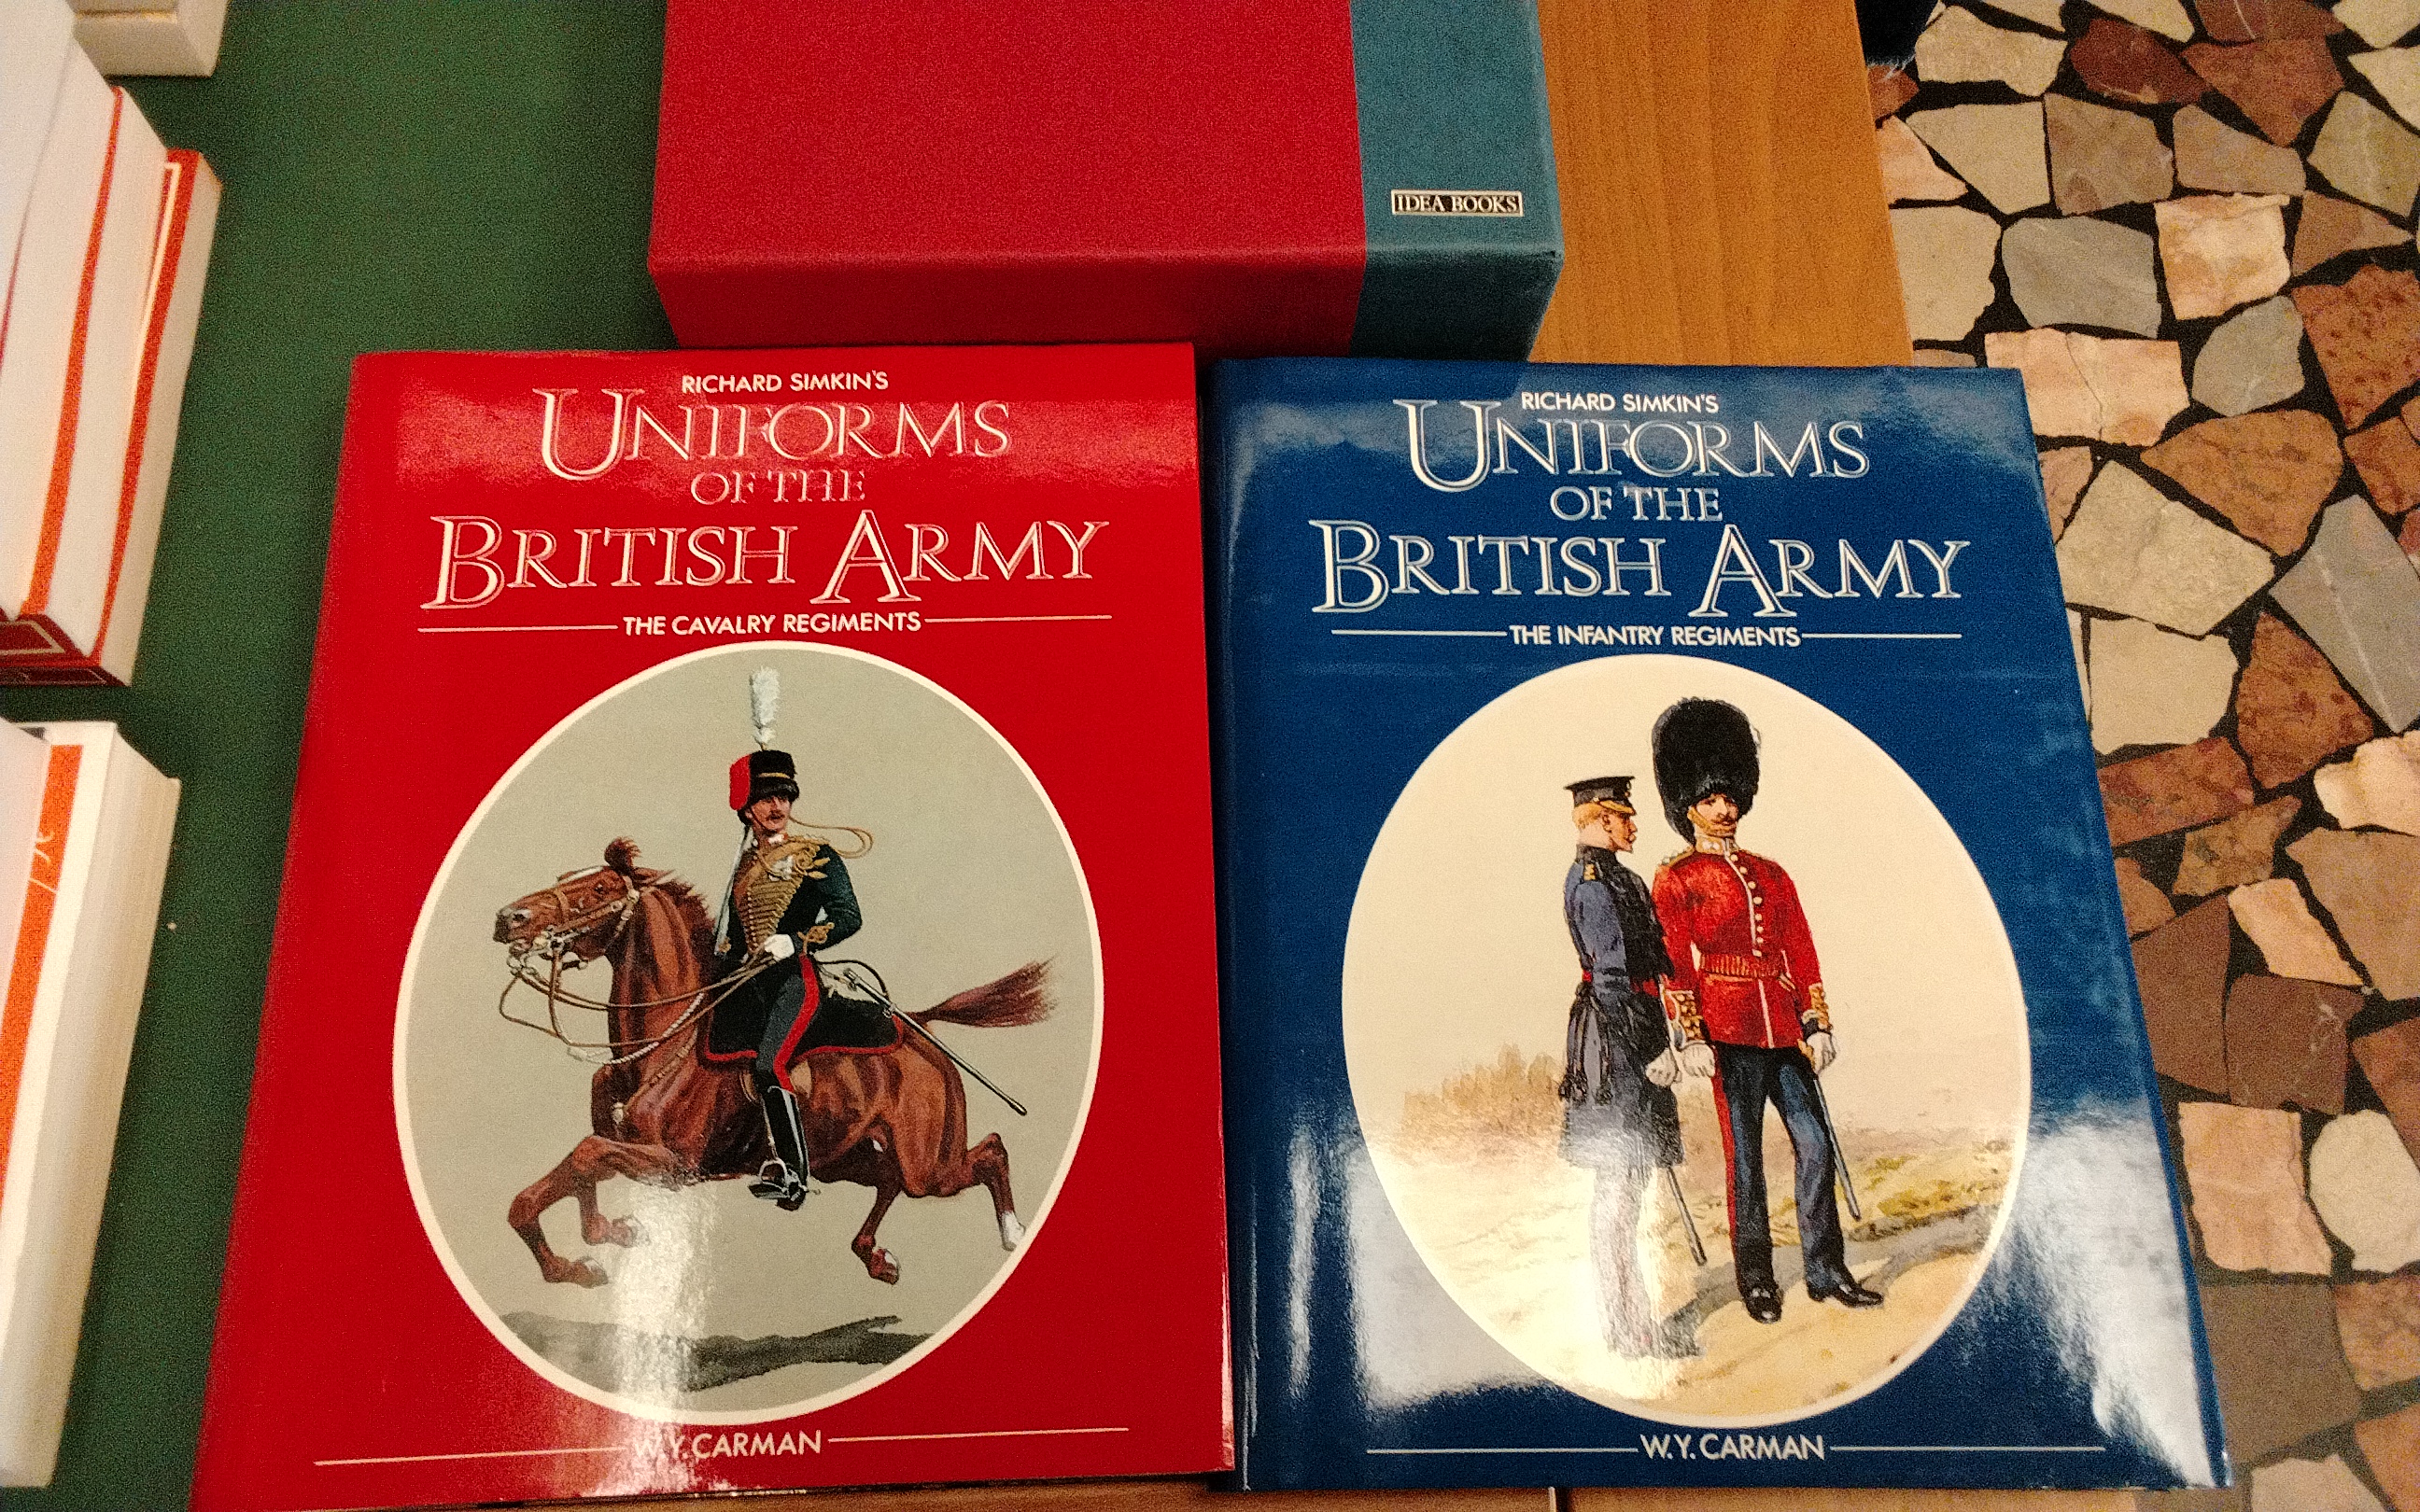 IDEA BOOKS
RICHARD SIMKIN'S
UNIFORMS
OF THE
BRITISH ARMY
THE CAVALRY REGIMENTS
W.Y. CARMAN
RICHARD SIMKIN'S
UNIFORMS
OF THE
BRITISH ARMY
THE INFANTRY REGIMENTS
W.Y. CARMAN